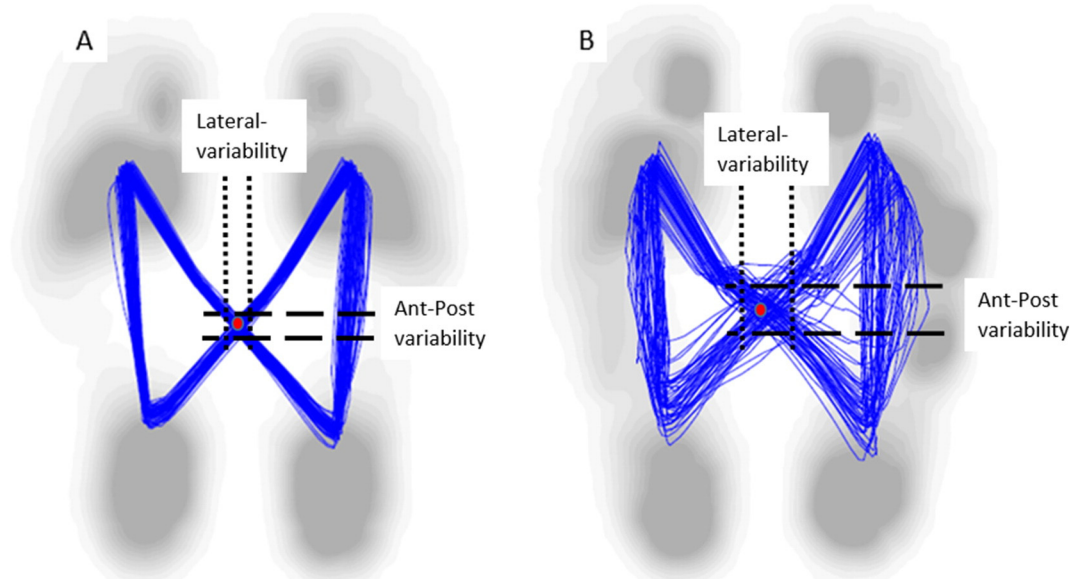 A
Lateral-
variability
Ant-Post
variability
B
Lateral-
variability
Ant-Post
variability